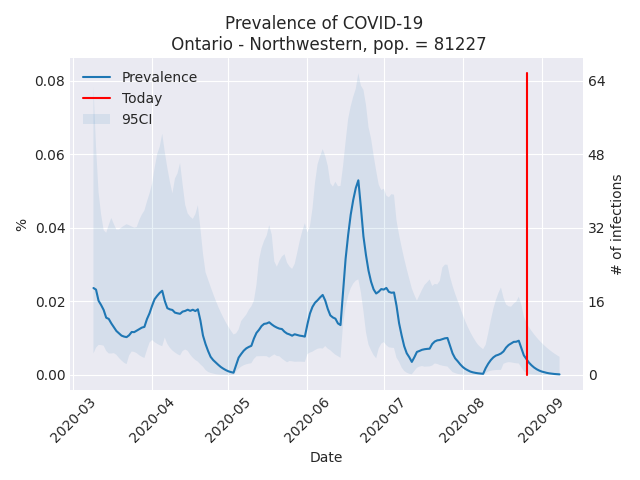 Prevalence of COVID-19
Ontario - Northwestern, pop. = 81227
Prevalence
Today
95CI
0.08
0.06
0.04
0.02
0.00
%
64
48
32
16
0
# of infections
2020-03
2020-04
2020-05
2020-06
2020-07
2020-08
2020-09
Date